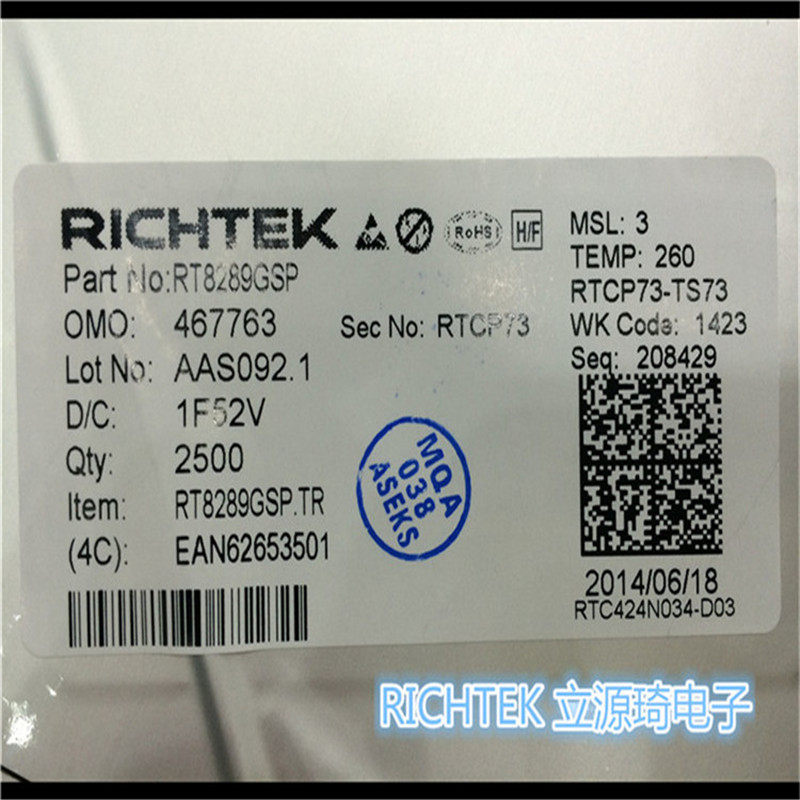 RICHTEK RoHS H/F
Part No:RT8289GSP
OMO: 467763 Sec No: RTCP73
Lot No: AAS092.1
D/C: 1F52V
Qty: 2500
Item: RT8289GSP.TR
(4C): EAN62653501
MSL: 3
TEMP: 260
RTCP73-TS73
WK Code: 1423
Seq: 208429
MQA
038
ASEKS
2014/06/18
RTC424N034-D03
RICHTEK 立源琦电子